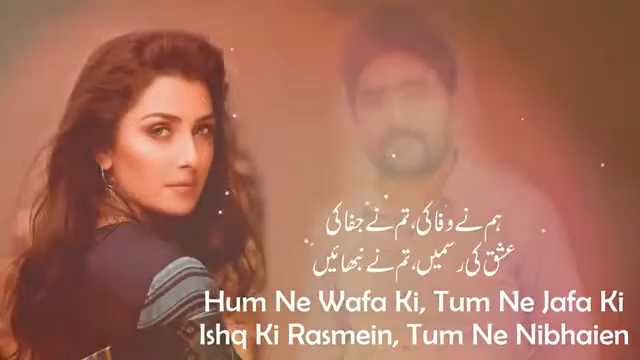 ہم نے وفا کی، تم نے جفا کی
عشق کی رسمیں، تم نے نبھائیں
Hum Ne Wafa Ki, Tum Ne Jafa Ki
Ishq Ki Rasmein, Tum Ne Nibhaien